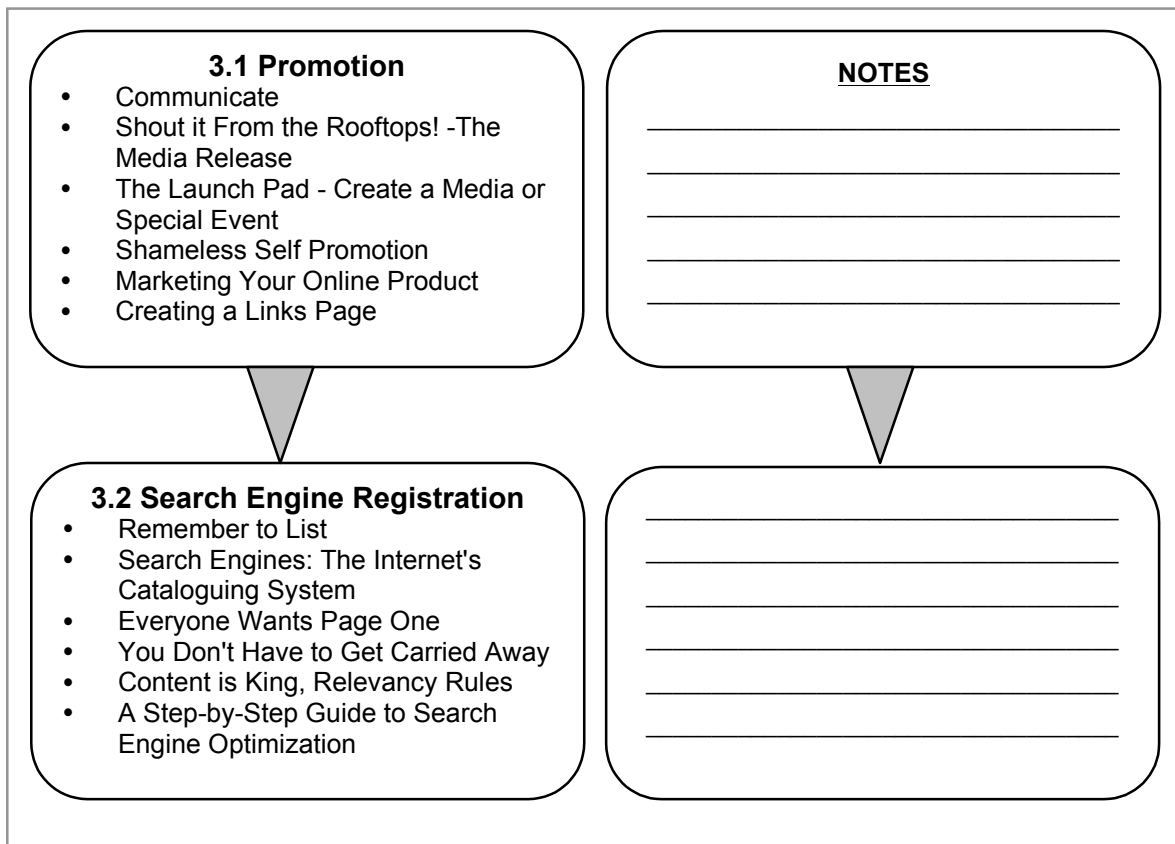 3.1 Promotion
• Communicate
• Shout it From the Rooftops! -The
Media Release
• The Launch Pad - Create a Media or
Special Event
• Shameless Self Promotion
• Marketing Your Online Product
• Creating a Links Page
NOTES
3.2 Search Engine Registration
• Remember to List
• Search Engines: The Internet's
Cataloguing System
• Everyone Wants Page One
• You Don't Have to Get Carried Away
• Content is King, Relevancy Rules
• A Step-by-Step Guide to Search
Engine Optimization